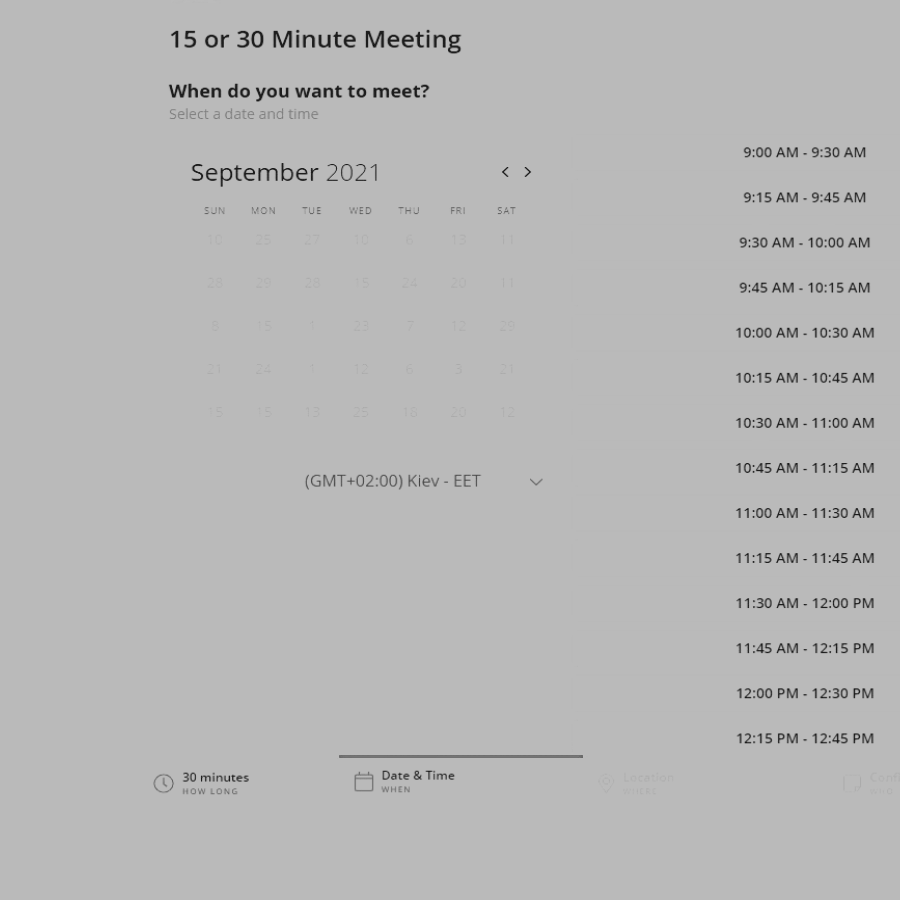 15 or 30 Minute Meeting
When do you want to meet?
Select a date and time
September 2021
SUN MON TUE WED THU FRI SAT
10 25 27 10 6 13 11
28 29 28 15 24 20 11
8 15 1 23 7 12 29
21 24 1 12 6 3 21
15 15 13 25 18 20 12
(GMT+02:00) Kiev - EET
9:00 AM - 9:30 AM
9:15 AM - 9:45 AM
9:30 AM - 10:00 AM
9:45 AM - 10:15 AM
10:00 AM - 10:30 AM
10:15 AM - 10:45 AM
10:30 AM - 11:00 AM
10:45 AM - 11:15 AM
11:00 AM - 11:30 AM
11:15 AM - 11:45 AM
11:30 AM - 12:00 PM
11:45 AM - 12:15 PM
12:00 PM - 12:30 PM
12:15 PM - 12:45 PM
30 minutes
HOW LONG
Date & Time
WHEN
Location
WHERE
Conf
WHO